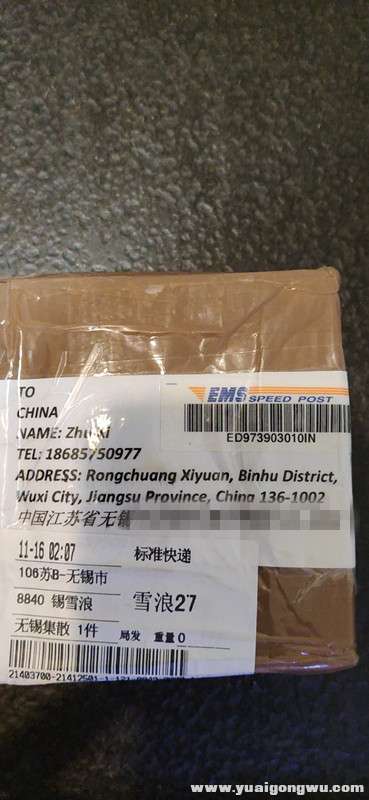 TO
CHINA
EMS SPEED POST
ED973903010IN
NAME: Zhu
TEL: 18685750977
ADDRESS: Rongchuang Xiyuan, Binhu District,
Wuxi City, Jiangsu Province, China 136-1002
中国江苏省无锡
11-16 02:07 标准快递
106苏B-无锡市
8840 锡雪浪 雪浪27
无锡集散 1件 局发 重量0
www.yuaigongwu.com